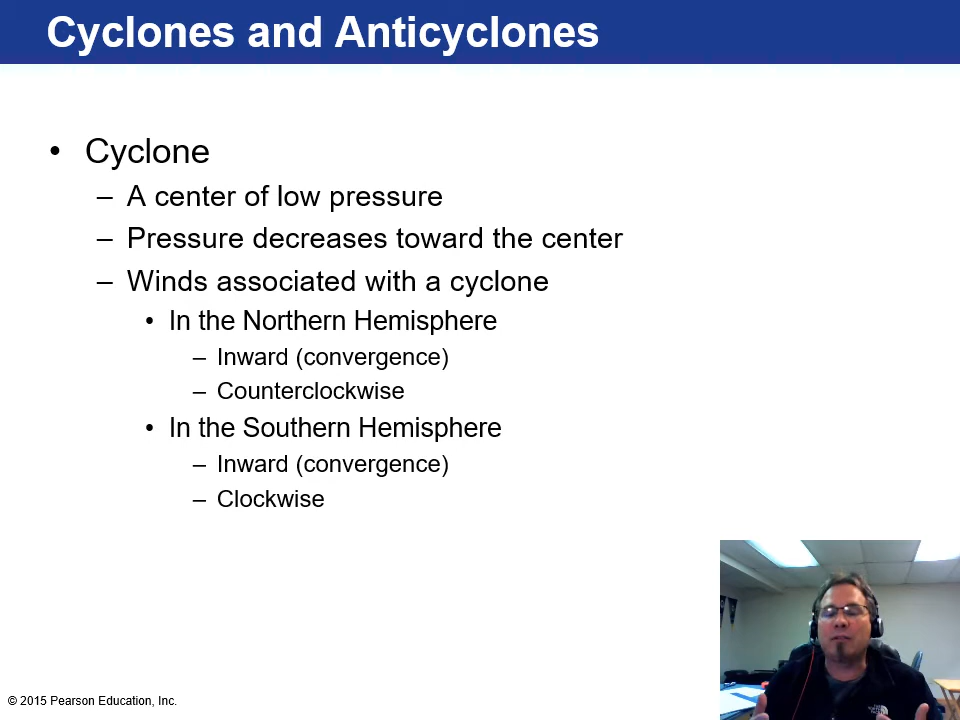 Cyclones and Anticyclones
• Cyclone
– A center of low pressure
– Pressure decreases toward the center
– Winds associated with a cyclone
• In the Northern Hemisphere
– Inward (convergence)
– Counterclockwise
• In the Southern Hemisphere
– Inward (convergence)
– Clockwise
© 2015 Pearson Education, Inc.